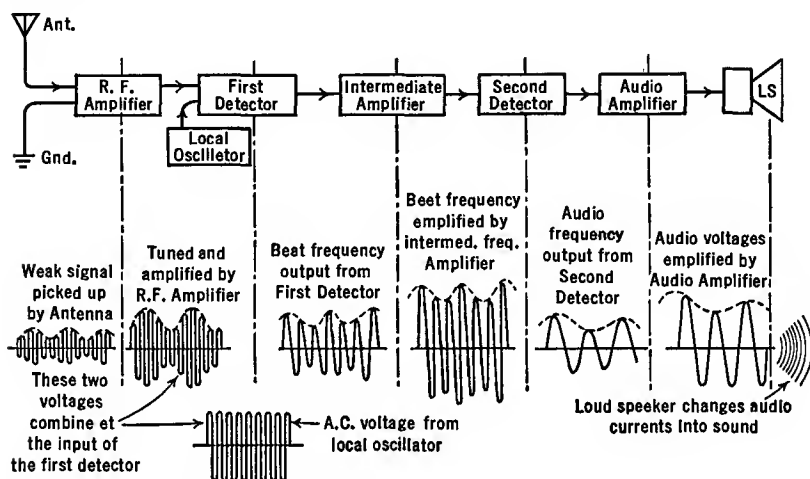 Ant.
R. F.
Amplifier
First
Detector
Intermediate
Amplifier
Second
Detector
Audio
Amplifier
LS
Local
Oscilletor
Gnd.
Weak signal
picked up
by Antenna
Tuned and
amplified by
R.F. Amplifier
Beat frequency
output from
First Detector
Beet frequency
emplified by
intermed. freq.
Amplifier
Audio
frequency
output from
Second
Detector
Audio voltages
emplified by
Audio Amplifier
These two
voltages
combine et
the input of
the first detector
A.C. voltage from
local oscillator
Loud speaker changes audio
currents into sound